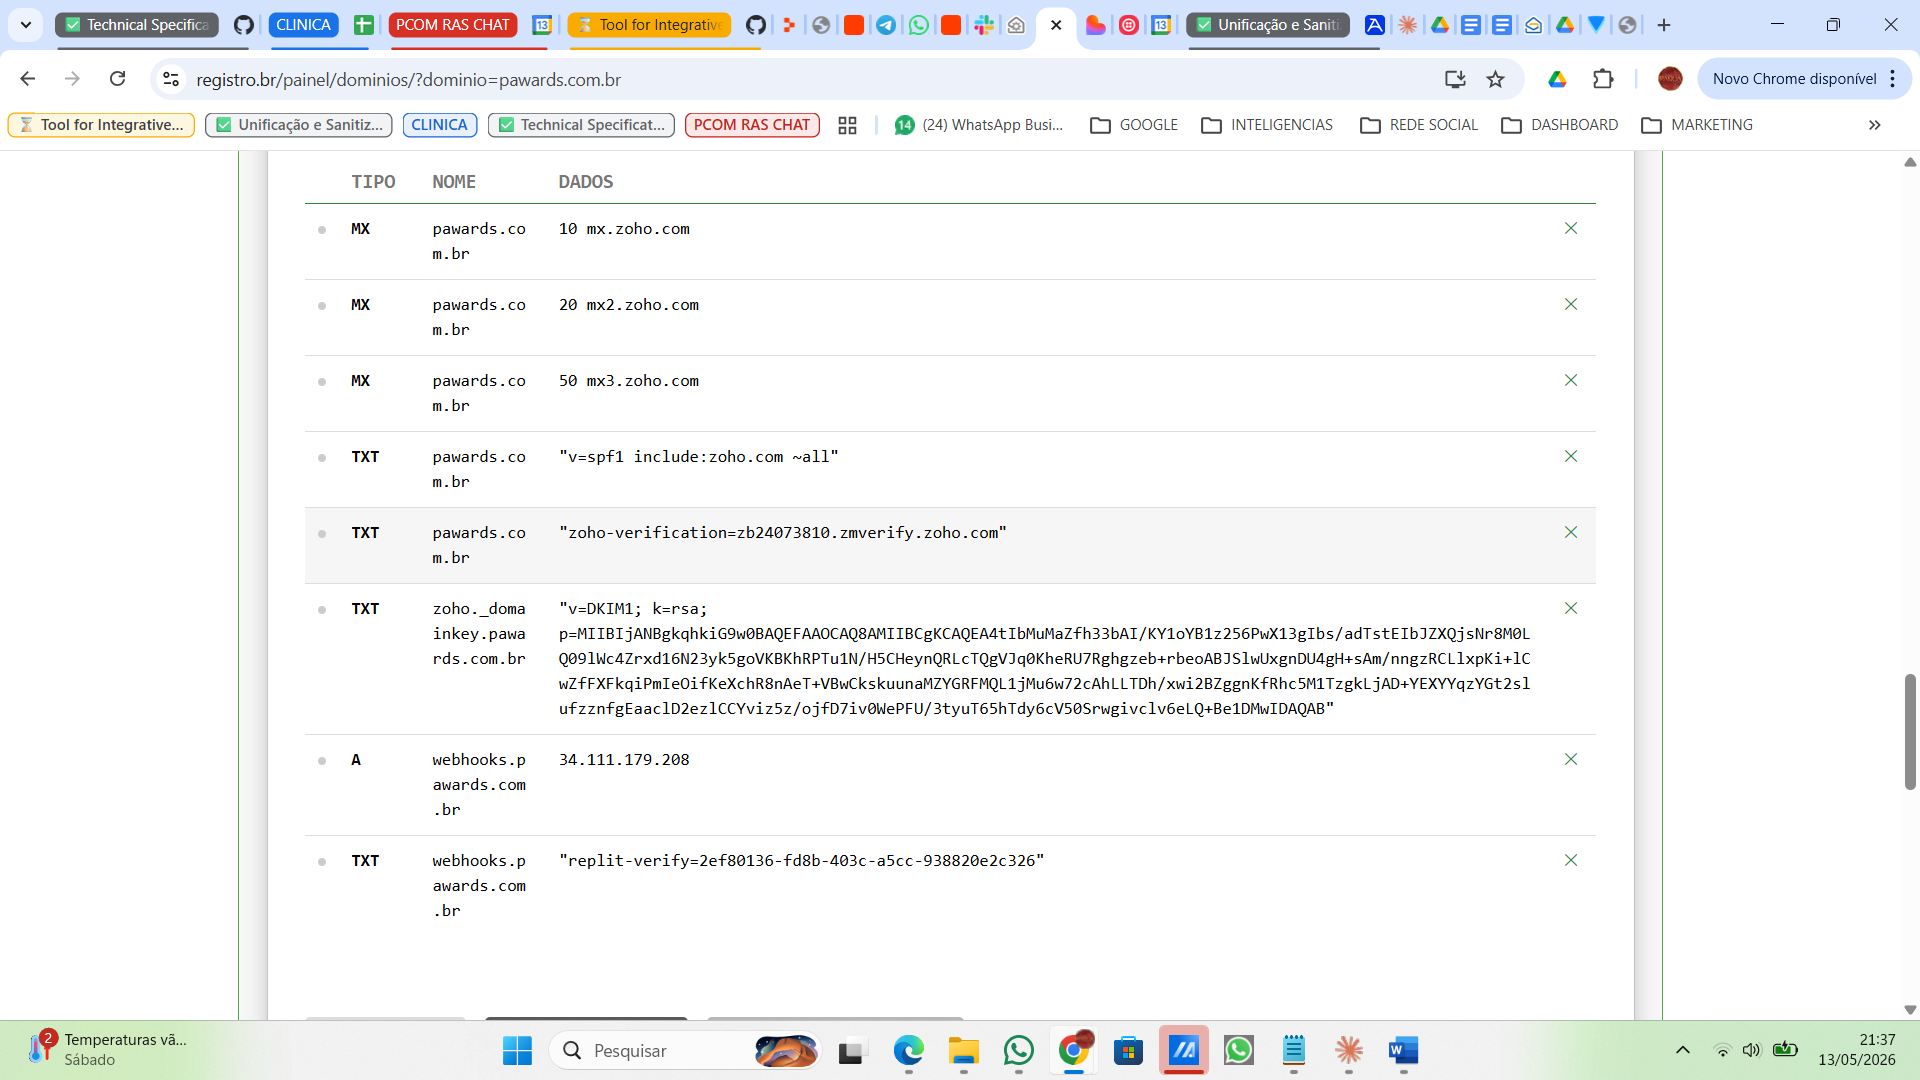 Technical Specifica
CLINICA
PCOM RAS CHAT
13
Tool for Integrative
13
Unificação e Saniti
registro.br/painel/dominios/?dominio=pawards.com.br
Novo Chrome disponível
Tool for Integrative...
Unificação e Sanitiz...
CLINICA
Technical Specificat...
PCOM RAS CHAT
14
(24) WhatsApp Busi...
GOOGLE
INTELIGENCIAS
REDE SOCIAL
DASHBOARD
MARKETING
TIPO NOME DADOS
MX pawards.co 10 mx.zoho.com
m.br
MX pawards.co 20 mx2.zoho.com
m.br
MX pawards.co 50 mx3.zoho.com
m.br
TXT pawards.co "v=spf1 include:zoho.com ~all"
m.br
TXT pawards.co "zoho-verification=zb24073810.zmverify.zoho.com"
m.br
TXT zoho._doma "v=DKIM1; k=rsa;
inkey.pawa p=MIIBIjANBgkqhkiG9w0BAQEFAAOCAQ8AMIIBCgKCAQEA4tIbMuMaZfh33bAI/KY1oYB1z256PwX13gIbs/adTstEIbJZXQjsNr8M0L
rds.com.br Q09lWc4Zrxd16N23yk5goVKBKhRPTu1N/H5CHeynQRLcTQgVJq0KheRU7Rghgzeb+rbeoABJSlwUxgnDU4gH+sAm/nngzRCLlxpKi+lC
wZfFXFkqiPmIeOifKeXchR8nAeT+VBwCkskuunaMZYGRFMQL1jMu6w72cAhLLTDh/xwi2BZggnKfRhc5M1TzgkLjAD+YEXYYqzYGt2sl
ufzznfgEaaclD2ezlCCYviz5z/ojfD7iv0WePFU/3tyuT65hTdy6cV50Srwgivclv6eLQ+Be1DMwIDAQAB"
A webhooks.p 34.111.179.208
awards.com
.br
TXT webhooks.p "replit-verify=2ef80136-fd8b-403c-a5cc-938820e2c326"
awards.com
.br
2
Temperaturas vã...
Sábado
Pesquisar
21:37
13/05/2026